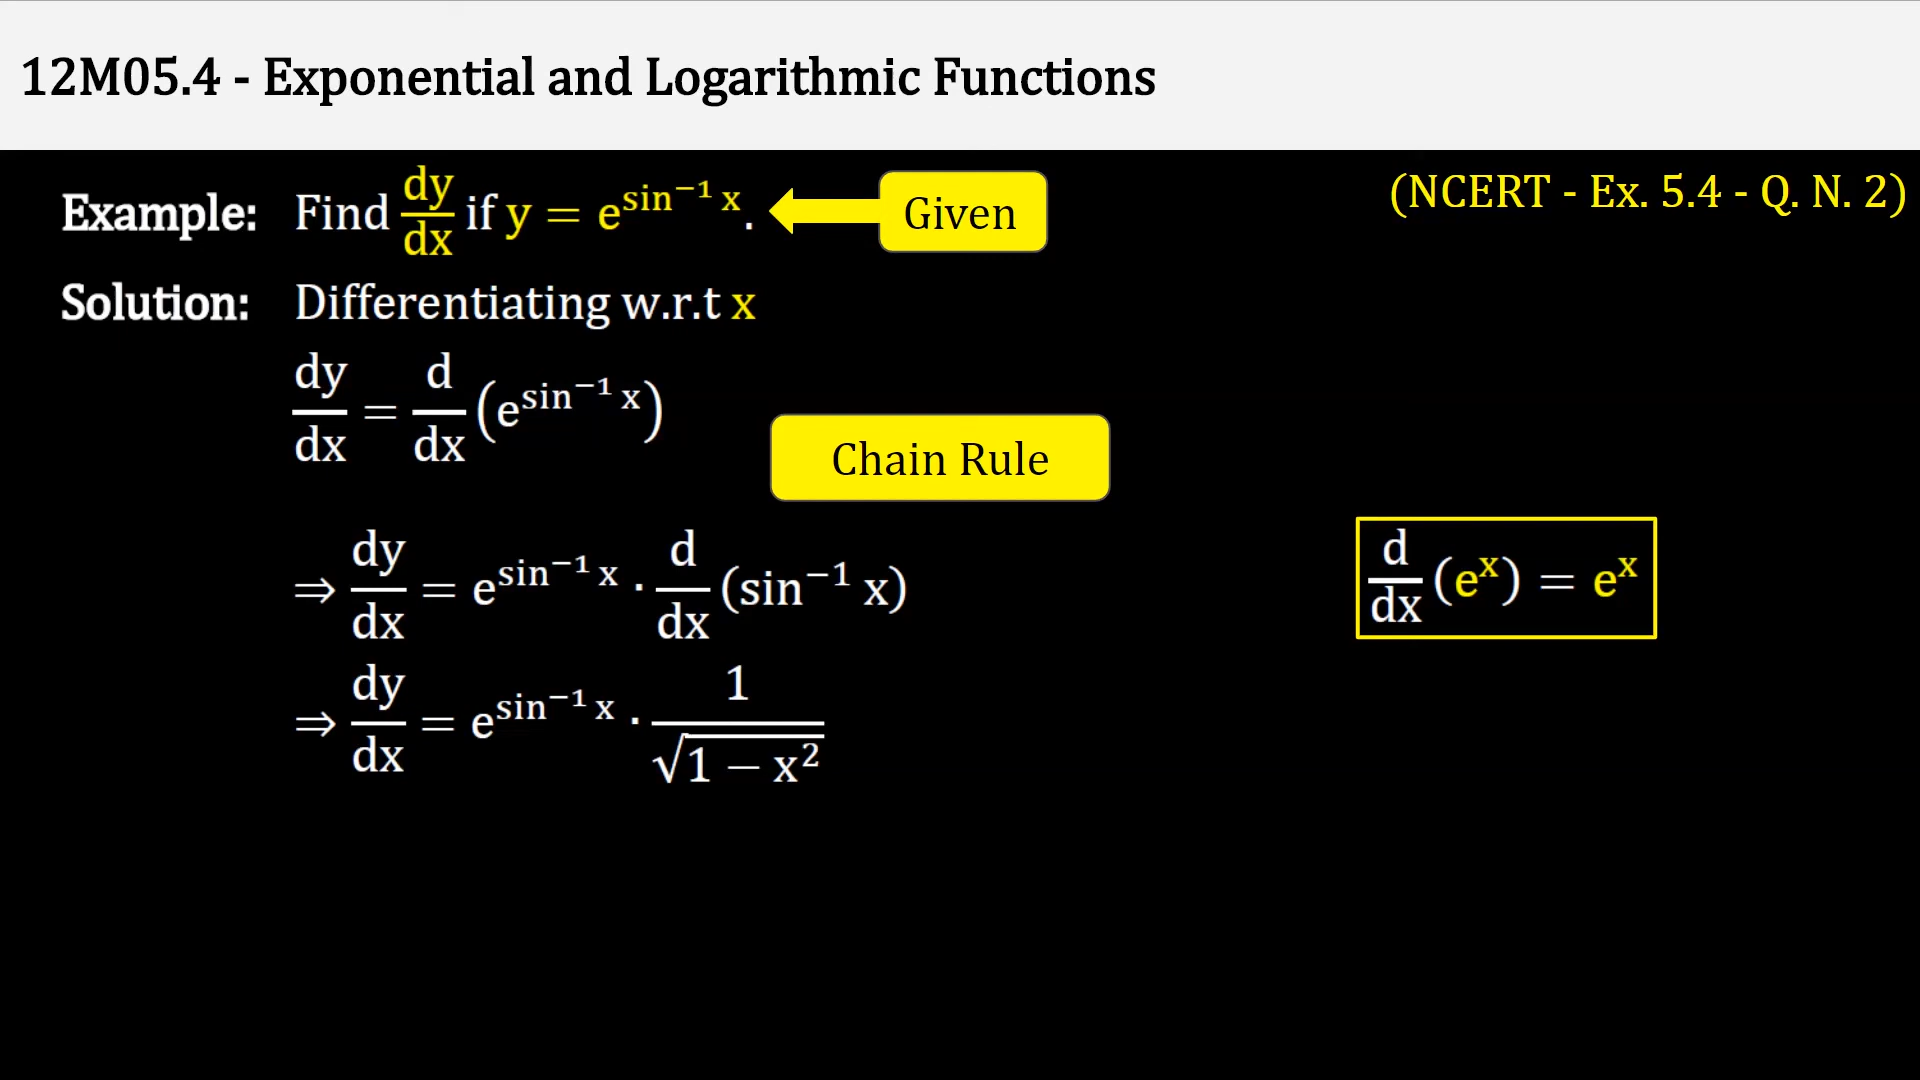 12M05.4 - Exponential and Logarithmic Functions
Example: Find dy/dx if y = e^(sin⁻¹ x). Given (NCERT - Ex. 5.4 - Q. N. 2)
Solution: Differentiating w.r.t x
dy/dx = d/dx (e^(sin⁻¹ x))
Chain Rule
⇒ dy/dx = e^(sin⁻¹ x) · d/dx (sin⁻¹ x)
d/dx (eˣ) = eˣ
⇒ dy/dx = e^(sin⁻¹ x) · 1/√(1 − x²)